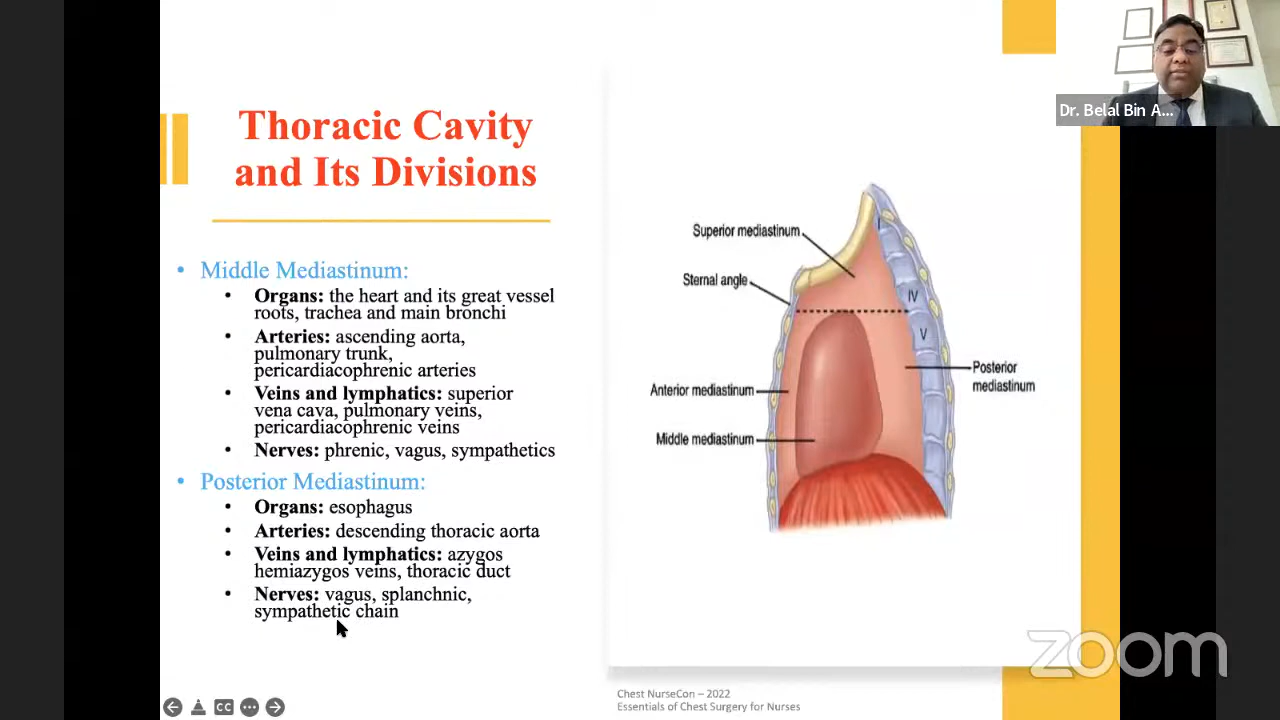 Thoracic Cavity
and Its Divisions
• Middle Mediastinum:
• Organs: the heart and its great vessel
roots, trachea and main bronchi
• Arteries: ascending aorta,
pulmonary trunk,
pericardiacophrenic arteries
• Veins and lymphatics: superior
vena cava, pulmonary veins,
pericardiacophrenic veins
• Nerves: phrenic, vagus, sympathetics
• Posterior Mediastinum:
• Organs: esophagus
• Arteries: descending thoracic aorta
• Veins and lymphatics: azygos
hemiazygos veins, thoracic duct
• Nerves: vagus, splanchnic,
sympathetic chain
Superior mediastinum
Sternal angle
I
IV
V
Posterior
mediastinum
Anterior mediastinum
Middle mediastinum
Dr. Belal Bin A...
zoom
CC
Chest NurseCon – 2022
Essentials of Chest Surgery for Nurses